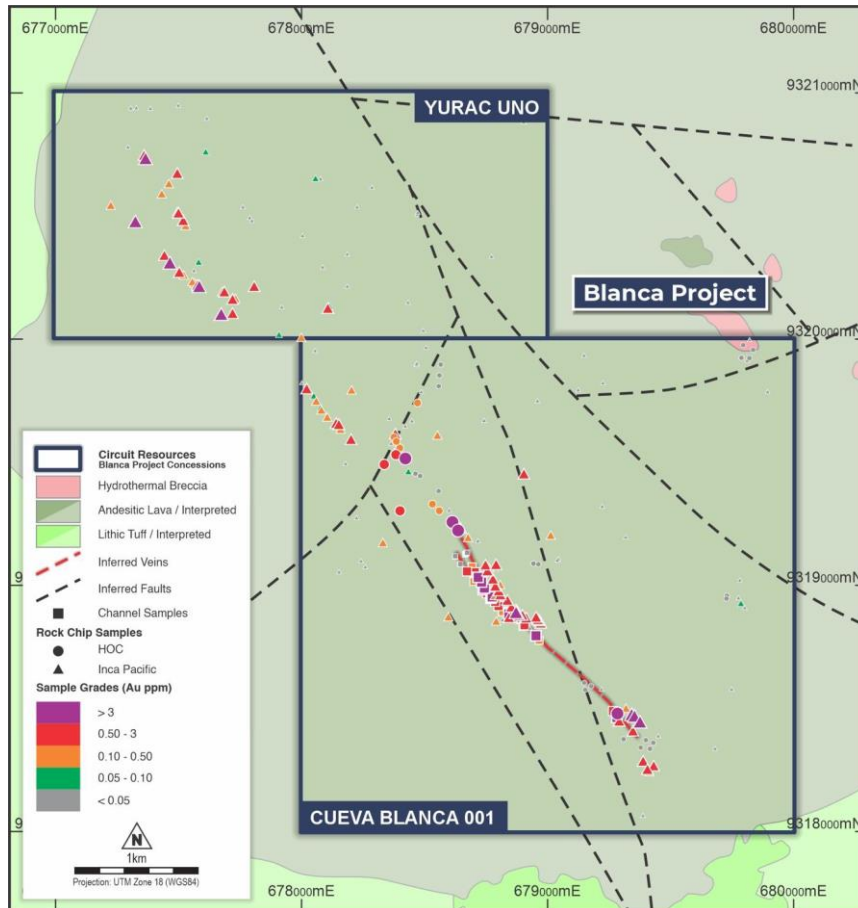 677000mE 678000mE 679000mE 680000mE
9321000mN
YURAC UNO
Blanca Project
9320000mN
Circuit Resources
Blanca Project Concessions
Hydrothermal Breccia
Andesitic Lava / Interpreted
Lithic Tuff / Interpreted
Inferred Veins
Inferred Faults
Channel Samples
Rock Chip Samples
HOC
Inca Pacific
Sample Grades (Au ppm)
> 3
0.50 - 3
0.10 - 0.50
0.05 - 0.10
< 0.05
N
1km
Projection: UTM Zone 18 (WGS84)
9319000mN
CUEVA BLANCA 001
9318000mN
678000mE 679000mE 680000mE